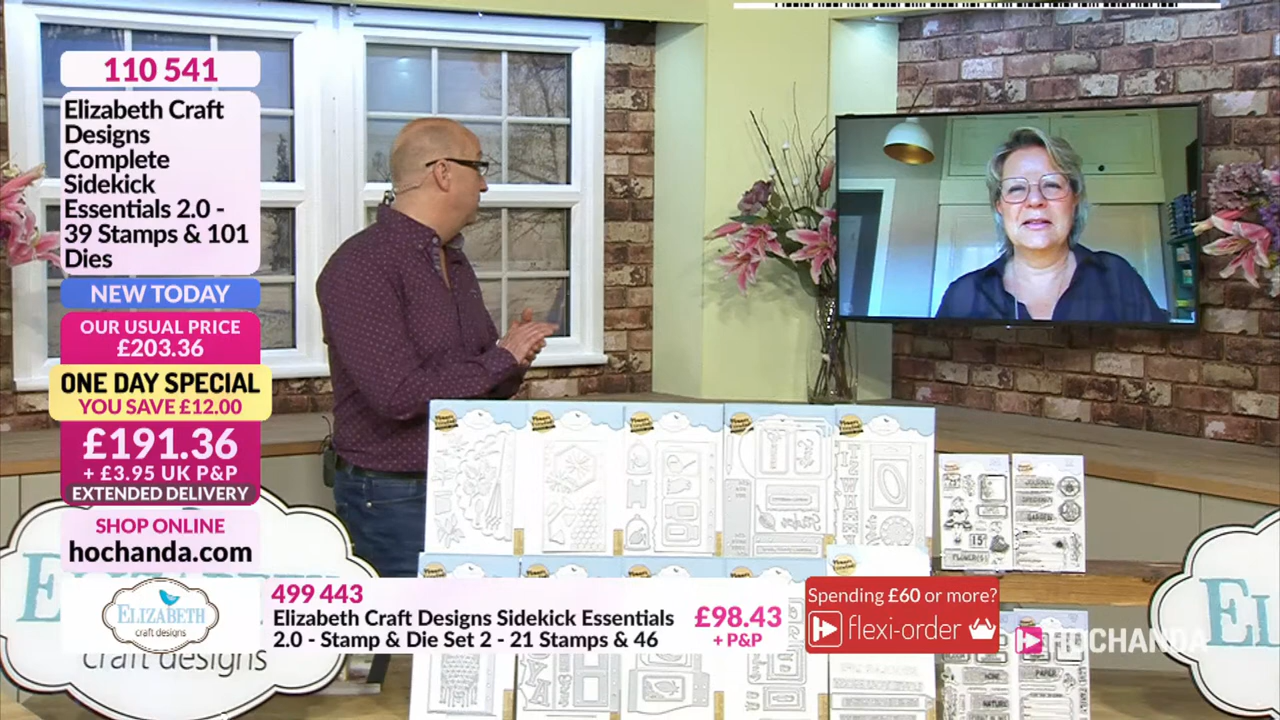 110 541
Elizabeth Craft
Designs
Complete
Sidekick
Essentials 2.0 -
39 Stamps & 101
Dies
NEW TODAY
OUR USUAL PRICE
£203.36
ONE DAY SPECIAL
YOU SAVE £12.00
£191.36
+ £3.95 UK P&P
EXTENDED DELIVERY
SHOP ONLINE
hochanda.com
ELIZABETH
craft designs
499 443
Elizabeth Craft Designs Sidekick Essentials
2.0 - Stamp & Die Set 2 - 21 Stamps & 46
£98.43
+ P&P
Spending £60 or more?
flexi-order
HOCHANDA
craft designs